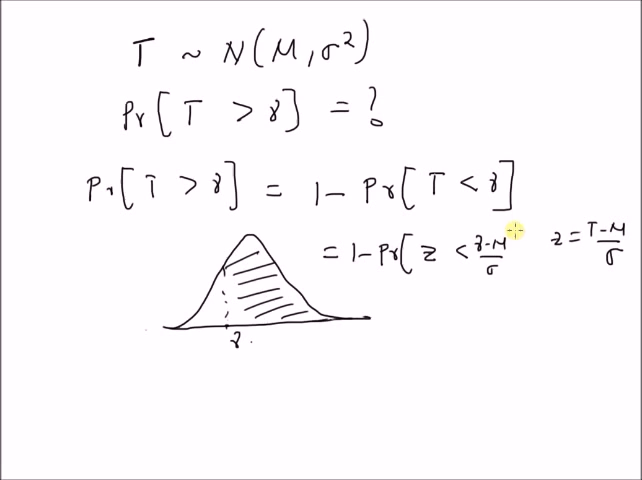 T ~ N(μ, σ²)
Pr[T > γ] = ?
Pr[T > γ] = 1 - Pr[T < γ]
= 1 - Pr[z < (γ-μ)/σ z = (T-μ)/σ
γ.